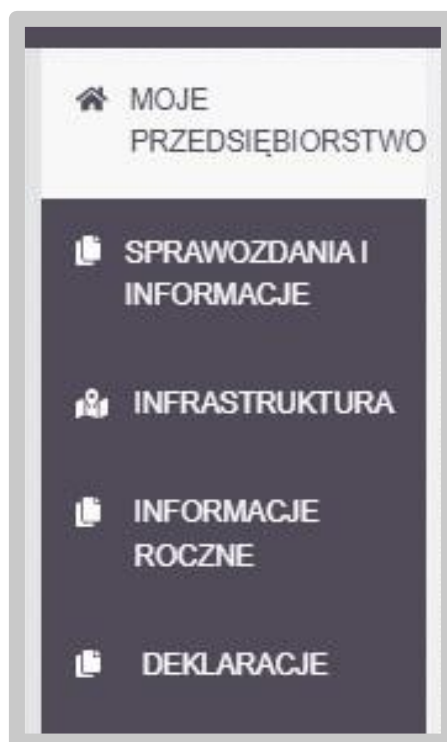 MOJE
PRZEDSIĘBIORSTWO
SPRAWOZDANIA I
INFORMACJE
INFRASTRUKTURA
INFORMACJE
ROCZNE
DEKLARACJE